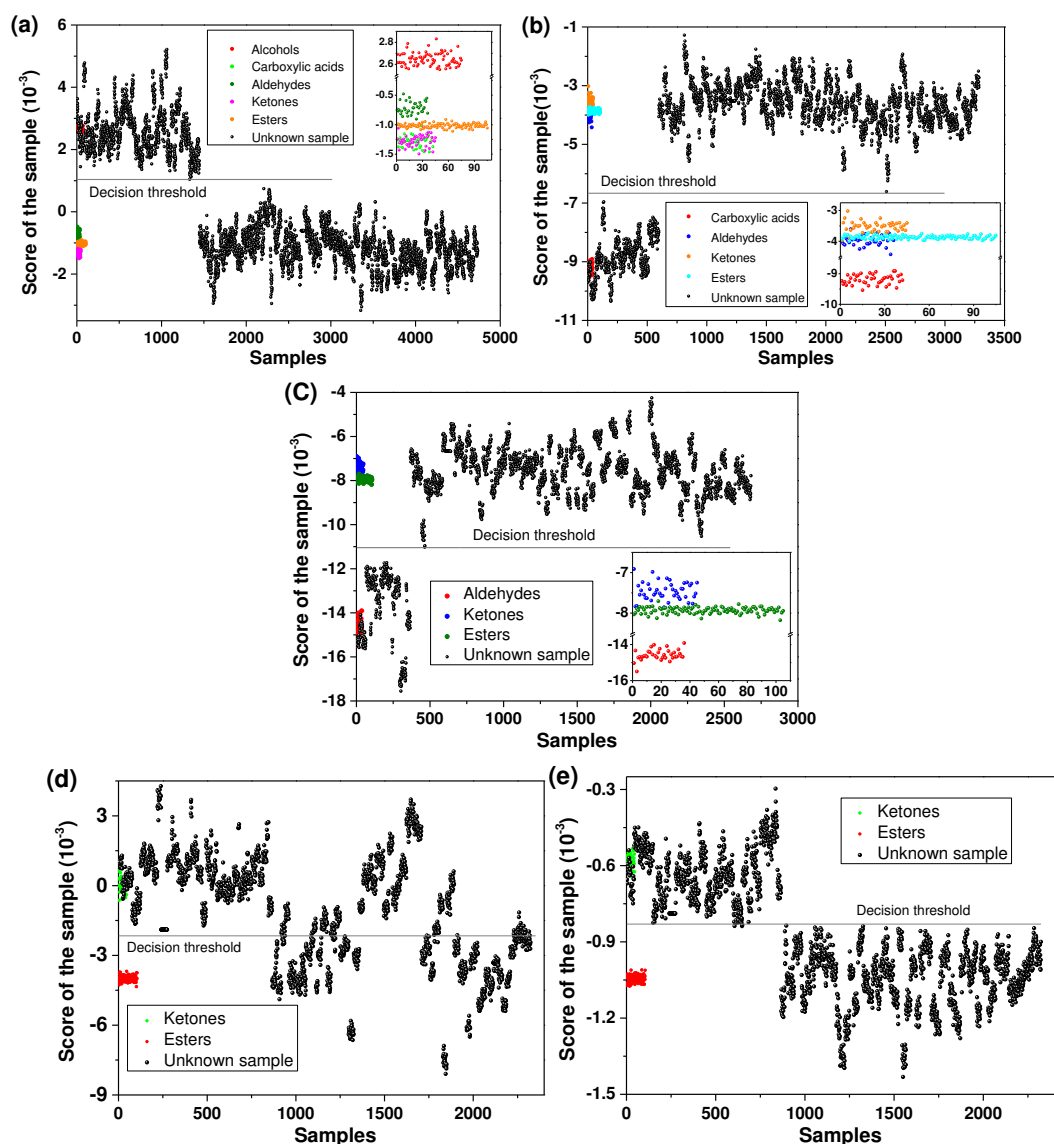 (a)
6
4
2
0
-2
Score of the sample (10⁻³)
Alcohols
Carboxylic acids
Aldehydes
Ketones
Esters
Unknown sample
2.8
2.6
-0.5
-1.0
-1.5
0 30 60 90
Decision threshold
0 1000 2000 3000 4000 5000
Samples
(b)
-1
-3
-5
-7
-9
-11
Score of the sample(10⁻³)
Decision threshold
Carboxylic acids
Aldehydes
Ketones
Esters
Unknown sample
-3
-4
-9
-10
0 30 60 90
0 500 1000 1500 2000 2500 3000 3500
Samples
(C)
-4
-6
-8
-10
-12
-14
-16
-18
Score of the sample (10⁻³)
Decision threshold
Aldehydes
Ketones
Esters
Unknown sample
-7
-8
-14
-16
0 20 40 60 80 100
0 500 1000 1500 2000 2500 3000
Samples
(d)
3
0
-3
-6
-9
Score of the sample (10⁻³)
Decision threshold
Ketones
Esters
Unknown sample
0 500 1000 1500 2000
Samples
(e)
-0.3
-0.6
-0.9
-1.2
-1.5
Score of the sample (10⁻³)
Ketones
Esters
Unknown sample
Decision threshold
0 500 1000 1500 2000
Samples